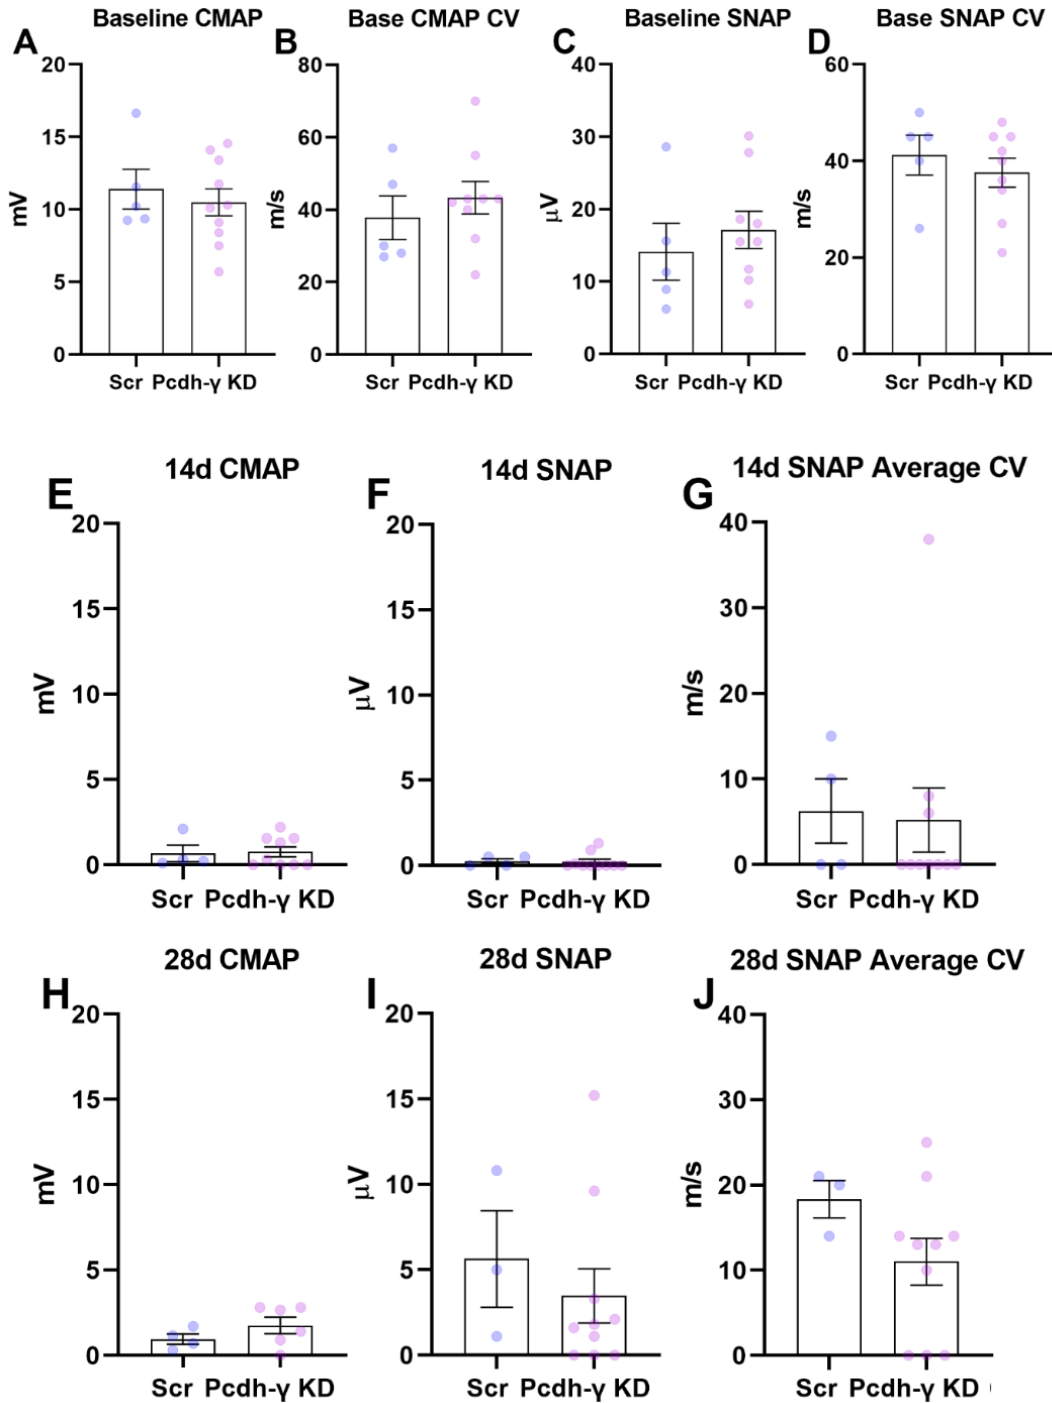 Baseline CMAP Base CMAP CV Baseline SNAP Base SNAP CV
A B C D
20 15 10 5 0 mV
80 60 40 20 0 m/s
40 30 20 10 0 μV
60 40 20 0 m/s
Scr Pcdh-γ KD Scr Pcdh-γ KD Scr Pcdh-γ KD Scr Pcdh-γ KD
14d CMAP 14d SNAP 14d SNAP Average CV
E F G
20 15 10 5 0 mV
20 15 10 5 0 μV
40 30 20 10 0 m/s
Scr Pcdh-γ KD Scr Pcdh-γ KD Scr Pcdh-γ KD
28d CMAP 28d SNAP 28d SNAP Average CV
H I J
20 15 10 5 0 mV
20 15 10 5 0 μV
40 30 20 10 0 m/s
Scr Pcdh-γ KD Scr Pcdh-γ KD Scr Pcdh-γ KD